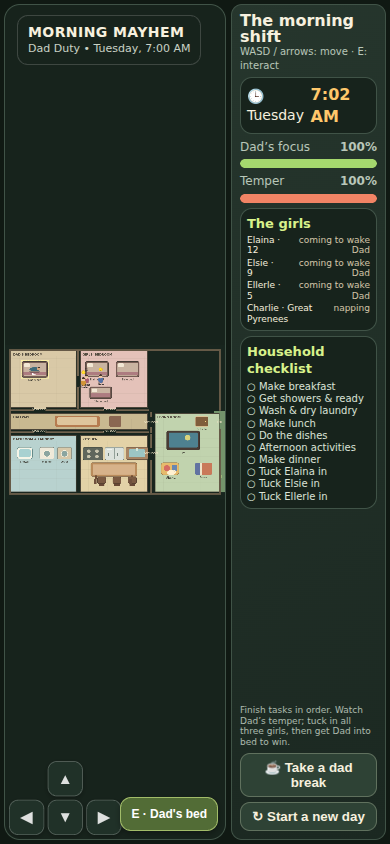 MORNING MAYHEM
Dad Duty • Tuesday, 7:00 AM
The morning
shift
WASD / arrows: move · E:
interact
🕒
Tuesday
7:02
AM
Dad's focus 100%
Temper 100%
The girls
Elaina ·
12
coming to wake
Dad
Elsie ·
9
coming to wake
Dad
Ellerle ·
5
coming to wake
Dad
Charlie · Great
Pyrenees
napping
Household
checklist
○ Make breakfast
○ Get showers & ready
○ Wash & dry laundry
○ Make lunch
○ Do the dishes
○ Afternoon activities
○ Make dinner
○ Tuck Elaina in
○ Tuck Elsie in
○ Tuck Ellerle in
Finish tasks in order. Watch
Dad's temper; tuck in all
three girls, then get Dad into
bed to win.
☕ Take a dad
break
↻ Start a new day
▲
◀ ▼ ▶
E · Dad's bed